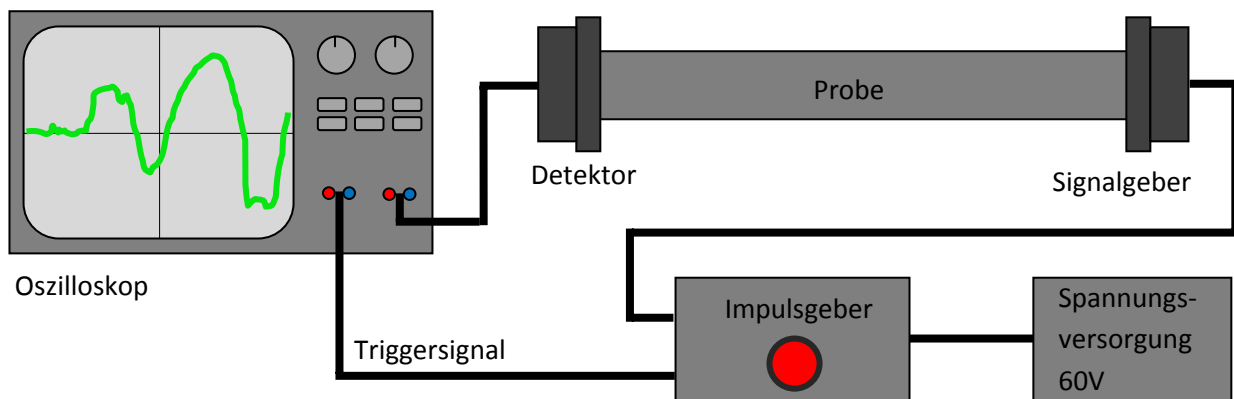 Probe
Detektor
Signalgeber
Oszilloskop
Impulsgeber
Spannungs-
versorgung
60V
Triggersignal